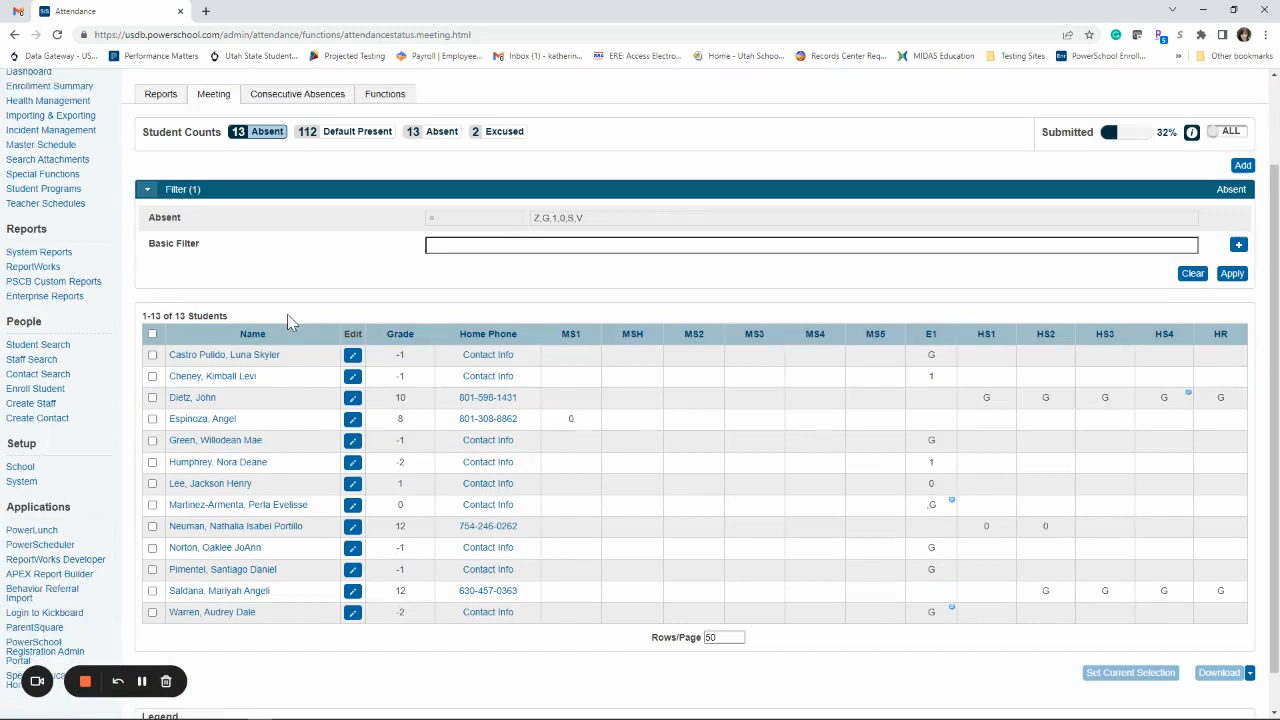 Attendance
https://usdb.powerschool.com/admin/attendance/functions/attendancestatus.meeting.html
Data Gateway -... Performance Matters Utah State Student... Projected Testing Payroll | Employee... Inbox (1) - katherin... ERE: Access Electro... Home - Utah Schoo... Records Center Req... MIDAS Education Testing Sites PowerSchool Enroll... » Other bookmarks
Dashboard
Enrollment Summary
Health Management
Importing & Exporting
Incident Management
Master Schedule
Search Attachments
Special Functions
Student Programs
Teacher Schedules
Reports
System Reports
ReportWorks
PSCB Custom Reports
Enterprise Reports
People
Student Search
Staff Search
Contact Search
Enroll Student
Create Staff
Create Contact
Setup
School
System
Applications
PowerLunch
PowerScheduler
ReportWorks Developer
APEX Report Builder
Behavior Referral
Import
Login to Kickboard
ParentSquare
PowerSchool
Registration Admin
Portal
Reports Meeting Consecutive Absences Functions
Student Counts 13 Absent 112 Default Present 13 Absent 2 Excused Submitted 32% i ALL
Add
Filter (1) Absent
Absent = Z,G,1,0,S,V
Basic Filter +
Clear Apply
1-13 of 13 Students
Name Edit Grade Home Phone MS1 MSH MS2 MS3 MS4 MS5 E1 HS1 HS2 HS3 HS4 HR
Castro Pulido, Luna Skyler -1 Contact Info G
Cheney, Kimball Levi -1 Contact Info 1
Dietz, John 10 801-598-1431 G G G G G
Espinoza, Angel 8 801-308-8862 0
Green, Willodean Mae -1 Contact Info G
Humphrey, Nora Deane -2 Contact Info 1
Lee, Jackson Henry 1 Contact Info 0
Martinez-Armenta, Perla Evelisse 0 Contact Info ,G
Neuman, Nathalia Isabel Portillo 12 754-246-0262 0 0
Norton, Oaklee JoAnn -1 Contact Info G
Pimentel, Santiago Daniel -1 Contact Info G
Saldana, Mariyah Angeli 12 630-457-0363 G G G G
Warren, Audrey Dale -2 Contact Info G
Rows/Page 50
Set Current Selection Download
Legend